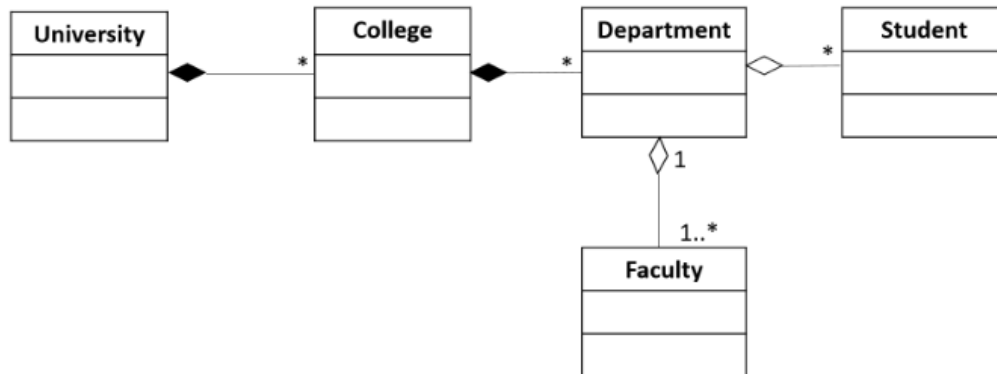 University
College
Department
Student
*
*
*
1
1..*
Faculty